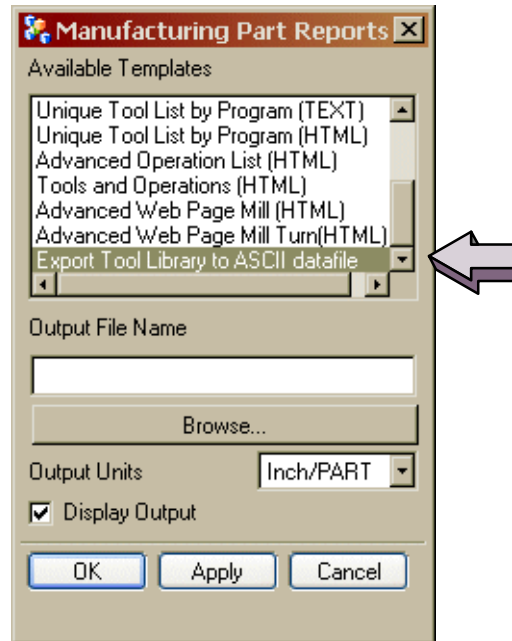 Manufacturing Part Reports
Available Templates
Unique Tool List by Program (TEXT)
Unique Tool List by Program (HTML)
Advanced Operation List (HTML)
Tools and Operations (HTML)
Advanced Web Page Mill (HTML)
Advanced Web Page Mill Turn(HTML)
Export Tool Library to ASCII datafile
Output File Name
Browse...
Output Units Inch/PART
Display Output
OK Apply Cancel